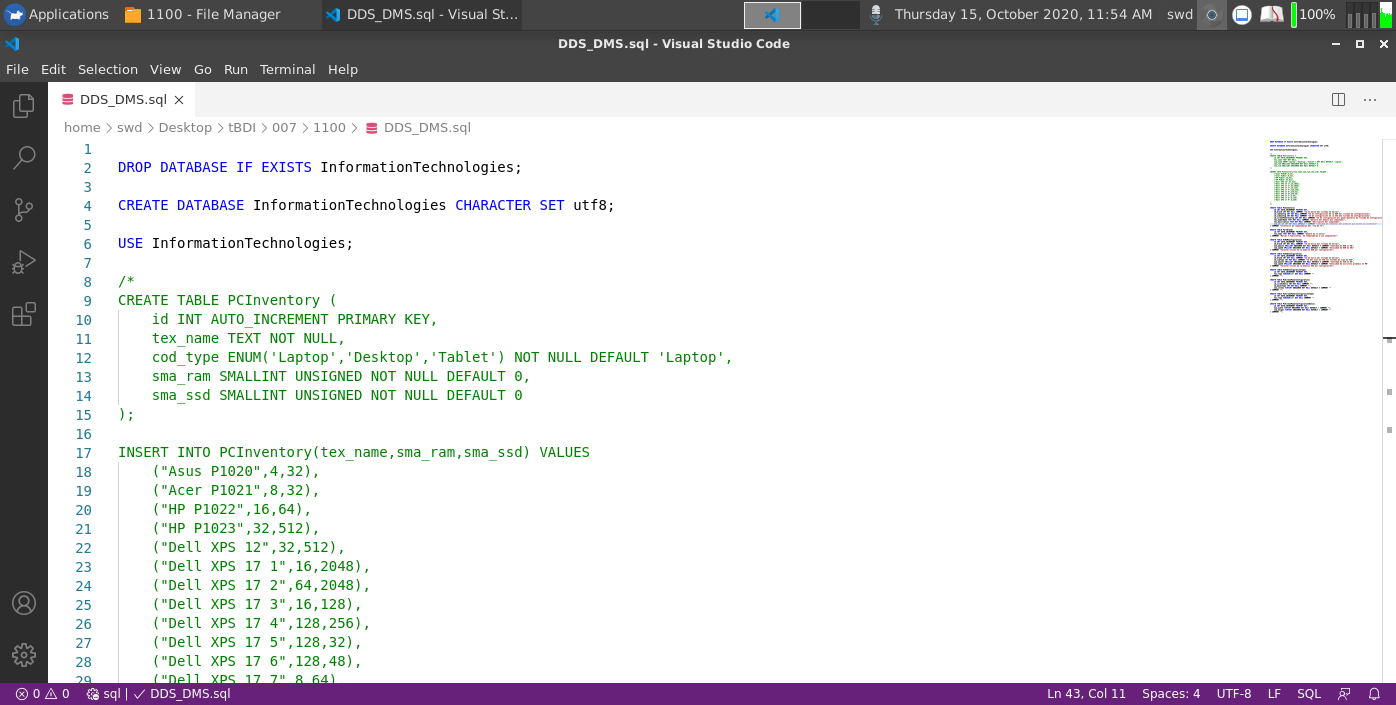 Applications 1100 - File Manager DDS_DMS.sql - Visual St... Thursday 15, October 2020, 11:54 AM swd 100%
DDS_DMS.sql - Visual Studio Code
File Edit Selection View Go Run Terminal Help
DDS_DMS.sql
home swd Desktop tBDI 007 1100 DDS_DMS.sql
1
2 DROP DATABASE IF EXISTS InformationTechnologies;
3
4 CREATE DATABASE InformationTechnologies CHARACTER SET utf8;
5
6 USE InformationTechnologies;
7
8 /*
9 CREATE TABLE PCInventory (
10 id INT AUTO_INCREMENT PRIMARY KEY,
11 tex_name TEXT NOT NULL,
12 cod_type ENUM('Laptop','Desktop','Tablet') NOT NULL DEFAULT 'Laptop',
13 sma_ram SMALLINT UNSIGNED NOT NULL DEFAULT 0,
14 sma_ssd SMALLINT UNSIGNED NOT NULL DEFAULT 0
15 );
16
17 INSERT INTO PCInventory(tex_name,sma_ram,sma_ssd) VALUES
18 ("Asus P1020",4,32),
19 ("Acer P1021",8,32),
20 ("HP P1022",16,64),
21 ("HP P1023",32,512),
22 ("Dell XPS 12",32,512),
23 ("Dell XPS 17 1",16,2048),
24 ("Dell XPS 17 2",64,2048),
25 ("Dell XPS 17 3",16,128),
26 ("Dell XPS 17 4",128,256),
27 ("Dell XPS 17 5",128,32),
28 ("Dell XPS 17 6",128,48),
29 ("Dell XPS 17 7",8,64)
0 0 sql | DDS_DMS.sql Ln 43, Col 11 Spaces: 4 UTF-8 LF SQL